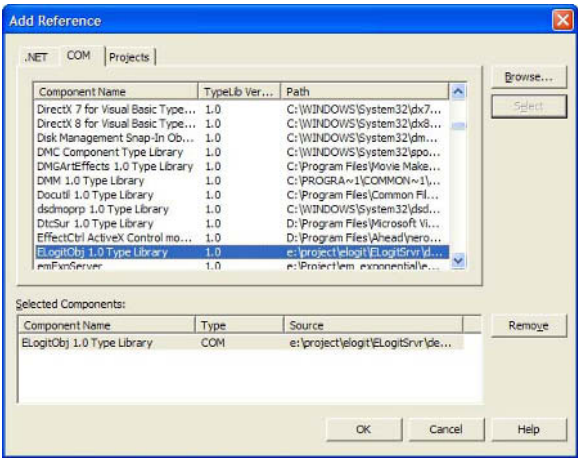 Add Reference
.NET COM Projects
Browse...
Component Name TypeLib Ver... Path
Select
DirectX 7 for Visual Basic Type... 1.0 C:\WINDOWS\System32\dx7...
DirectX 8 for Visual Basic Type... 1.0 C:\WINDOWS\System32\dx8...
Disk Management Snap-In Ob... 1.0 C:\WINDOWS\System32\dm...
DMC Component Type Library 1.0 C:\WINDOWS\System32\spo...
DMGArtEffects 1.0 Type Library 1.0 C:\Program Files\Movie Make...
DMM 1.0 Type Library 1.0 C:\PROGRA~1\COMMON~1\...
Docutil 1.0 Type Library 1.0 C:\Program Files\Common Fil...
dsdmoprp 1.0 Type Library 1.0 C:\WINDOWS\System32\dsd...
DtcSur 1.0 Type Library 1.0 D:\Program Files\Microsoft Vi...
EffectCtrl ActiveX Control mo... 1.0 D:\Program Files\Ahead\nero...
ELogitObj 1.0 Type Library 1.0 e:\project\elogit\ELogitSrvr\d...
emExpServer 1.0 e:\Project\em_exponential\e...
Selected Components:
Component Name Type Source
Remove
ELogitObj 1.0 Type Library COM e:\project\elogit\ELogitSrvr\de...
OK Cancel Help